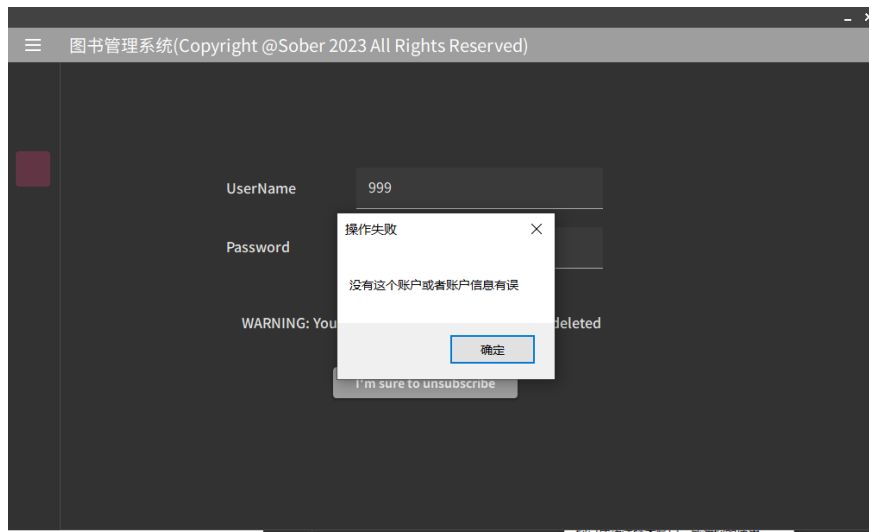 图书管理系统(Copyright @Sober 2023 All Rights Reserved)
UserName
999
操作失败
Password
没有这个账户或者账户信息有误
WARNING: You
deleted
确定
I'm sure to unsubscribe